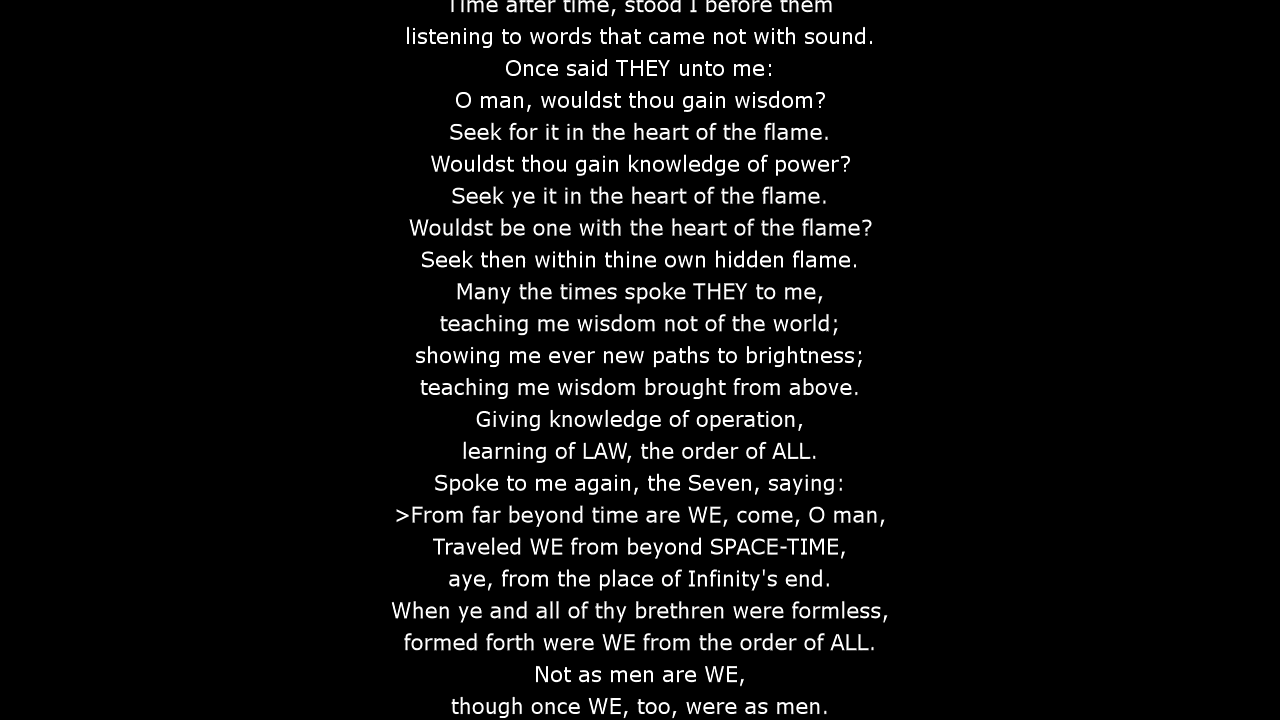 Time after time, stood I before them
listening to words that came not with sound.
Once said THEY unto me:
O man, wouldst thou gain wisdom?
Seek for it in the heart of the flame.
Wouldst thou gain knowledge of power?
Seek ye it in the heart of the flame.
Wouldst be one with the heart of the flame?
Seek then within thine own hidden flame.
Many the times spoke THEY to me,
teaching me wisdom not of the world;
showing me ever new paths to brightness;
teaching me wisdom brought from above.
Giving knowledge of operation,
learning of LAW, the order of ALL.
Spoke to me again, the Seven, saying:
>From far beyond time are WE, come, O man,
Traveled WE from beyond SPACE-TIME,
aye, from the place of Infinity's end.
When ye and all of thy brethren were formless,
formed forth were WE from the order of ALL.
Not as men are WE,
though once WE, too, were as men.